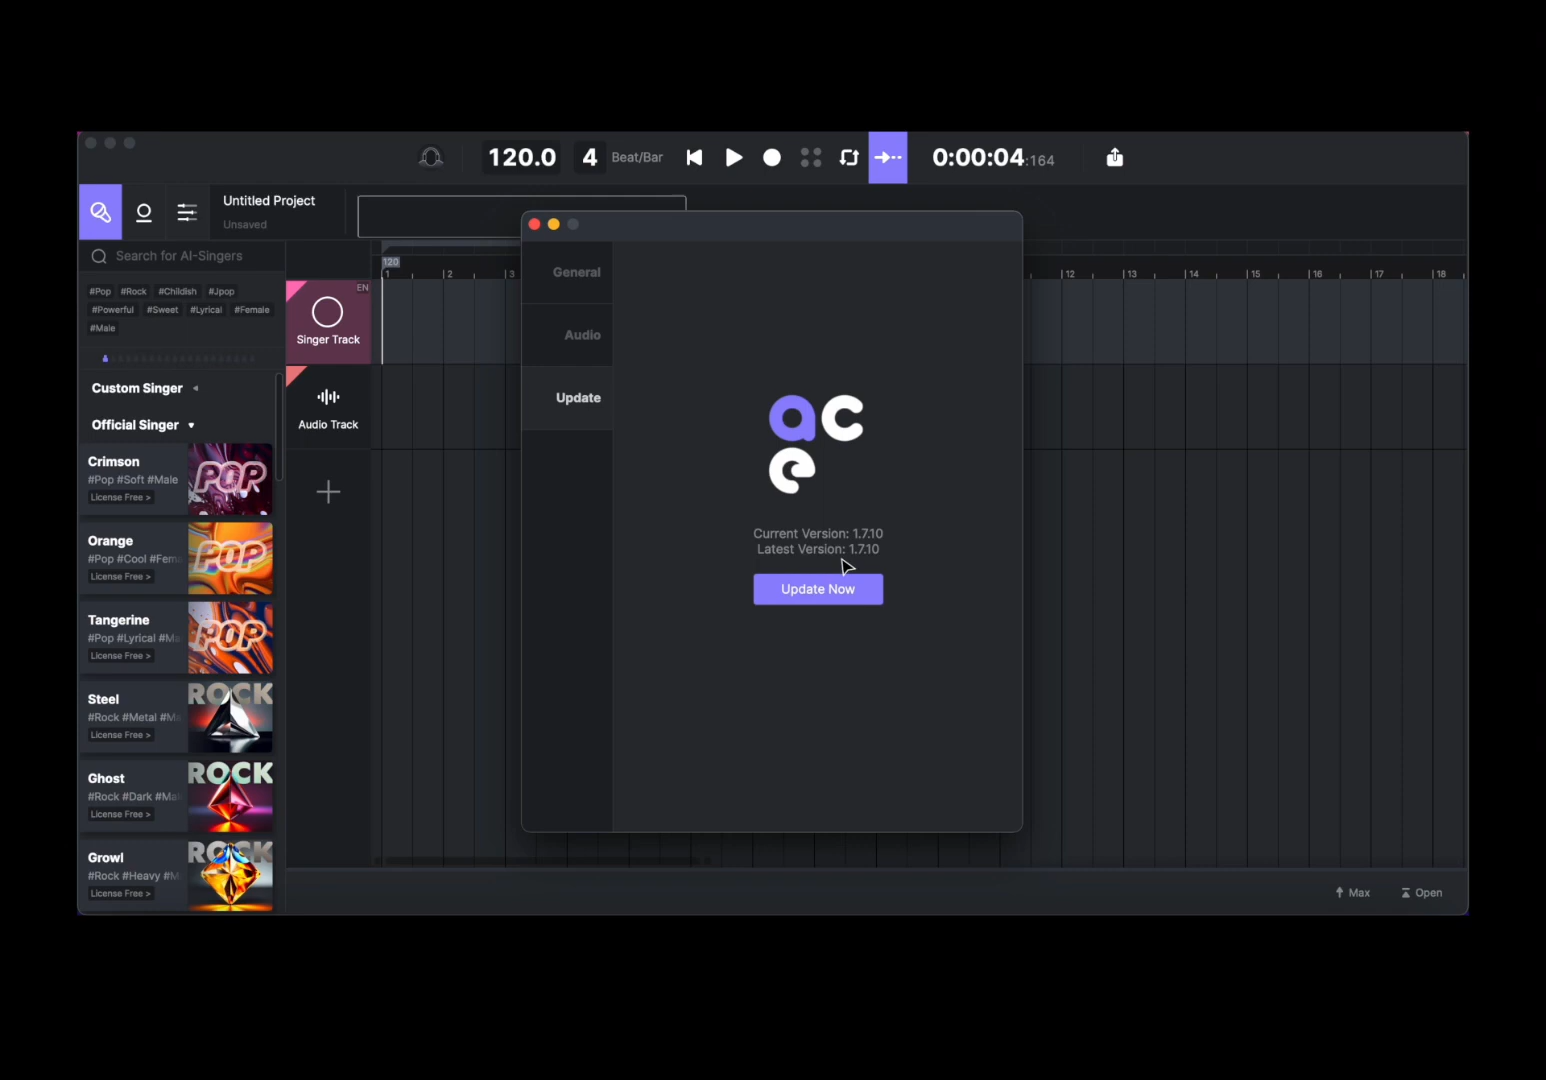 120.0 4 Beat/Bar 0:00:04:164
Untitled Project
Unsaved
Search for AI-Singers
#Pop #Rock #Childish #Jpop
#Powerful #Sweet #Lyrical #Female
#Male
Custom Singer
Official Singer
Crimson
#Pop #Soft #Male
License Free >
POP
Orange
#Pop #Cool #Fem
License Free >
POP
Tangerine
#Pop #Lyrical #Ma
License Free >
POP
Steel
#Rock #Metal #Ma
License Free >
ROCK
Ghost
#Rock #Dark #Mal
License Free >
ROCK
Growl
#Rock #Heavy #M
License Free >
ROCK
EN
Singer Track
Audio Track
120
1 2 3 12 13 14 15 16 17 18
General
Audio
Update
ac
e
Current Version: 1.7.10
Latest Version: 1.7.10
Update Now
Max Open